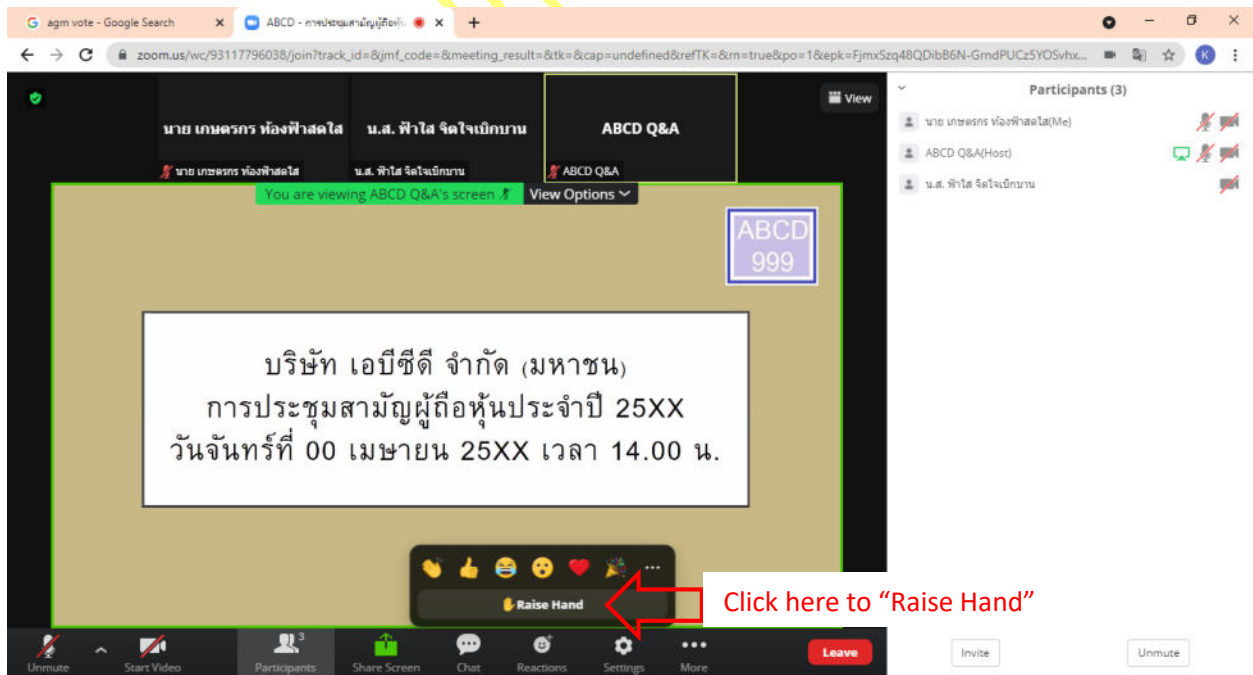 agm vote - Google Search
ABCD - การประชุมสามัญผู้ถือหุ้น
zoom.us/wc/93117796038/join?track_id=&jmf_code=&meeting_result=&tk=&cap=undefined&refTK=&rn=true&po=1&epk=FjmxSzq48QDibB6N-GrndPUCz5YOSvhx...
K
View
นาย เกษตรกร ท้องฟ้าสดใส
น.ส. ฟ้าใส จิตใจเบิกบาน
ABCD Q&A
นาย เกษตรกร ท้องฟ้าสดใส
น.ส. ฟ้าใส จิตใจเบิกบาน
ABCD Q&A
You are viewing ABCD Q&A's screen
View Options
Participants (3)
นาย เกษตรกร ท้องฟ้าสดใส(Me)
ABCD Q&A(Host)
น.ส. ฟ้าใส จิตใจเบิกบาน
ABCD
999
บริษัท เอบีซีดี จำกัด (มหาชน)
การประชุมสามัญผู้ถือหุ้นประจำปี 25XX
วันจันทร์ที่ 00 เมษายน 25XX เวลา 14.00 น.
Raise Hand
Click here to “Raise Hand”
Unmute
Start Video
3
Participants
Share Screen
Chat
Reactions
Settings
More
Leave
Invite
Unmute